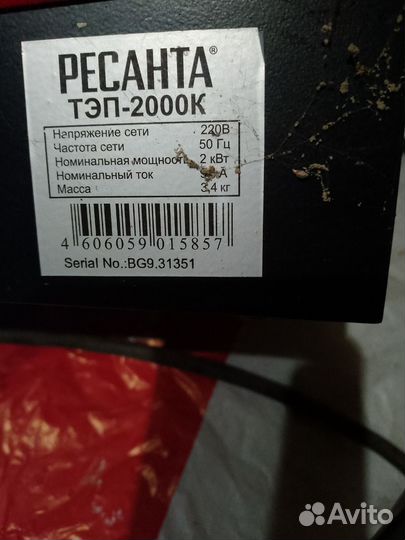 РЕСАНТА®
ТЭП-2000К
Напряжение сети 220В
Частота сети 50 Гц
Номинальная мощность 2 кВт
Номинальный ток А
Масса 3,4 кг
4 606059 015857
Serial No.:BG9.31351
Avito